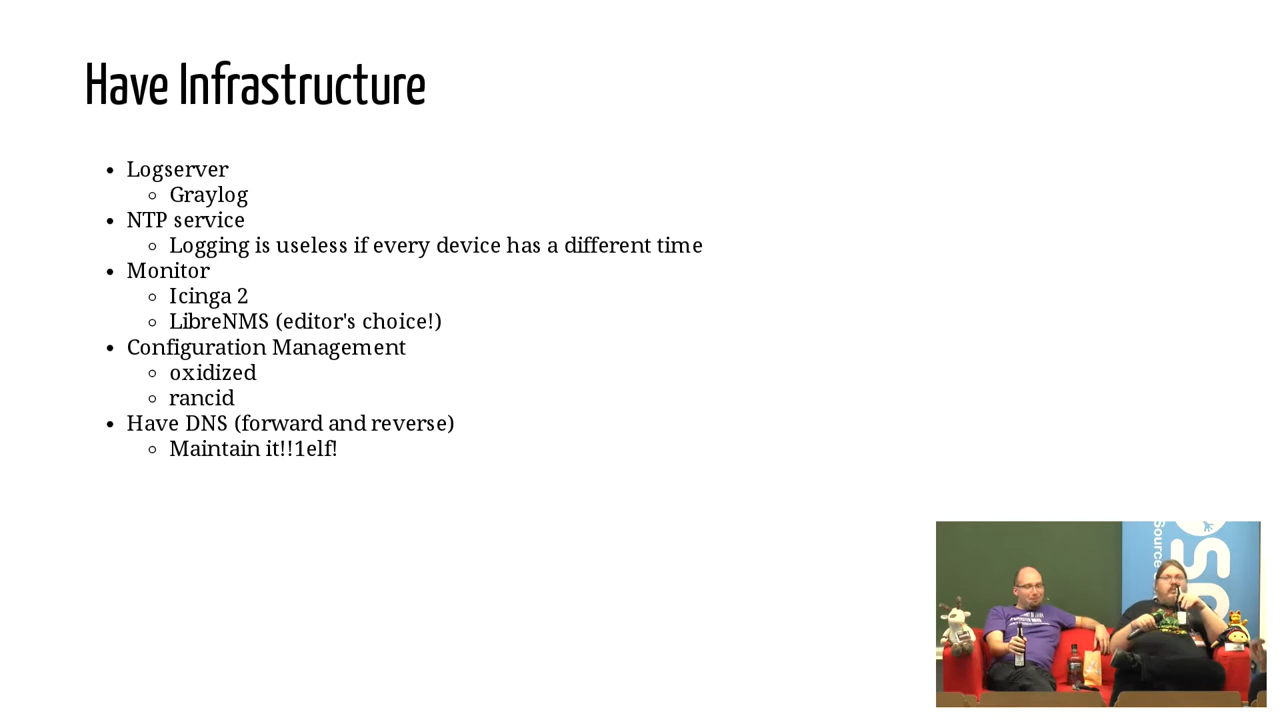 Have Infrastructure
• Logserver
◦ Graylog
• NTP service
◦ Logging is useless if every device has a different time
• Monitor
◦ Icinga 2
◦ LibreNMS (editor's choice!)
• Configuration Management
◦ oxidized
◦ rancid
• Have DNS (forward and reverse)
◦ Maintain it!!1elf!
Source